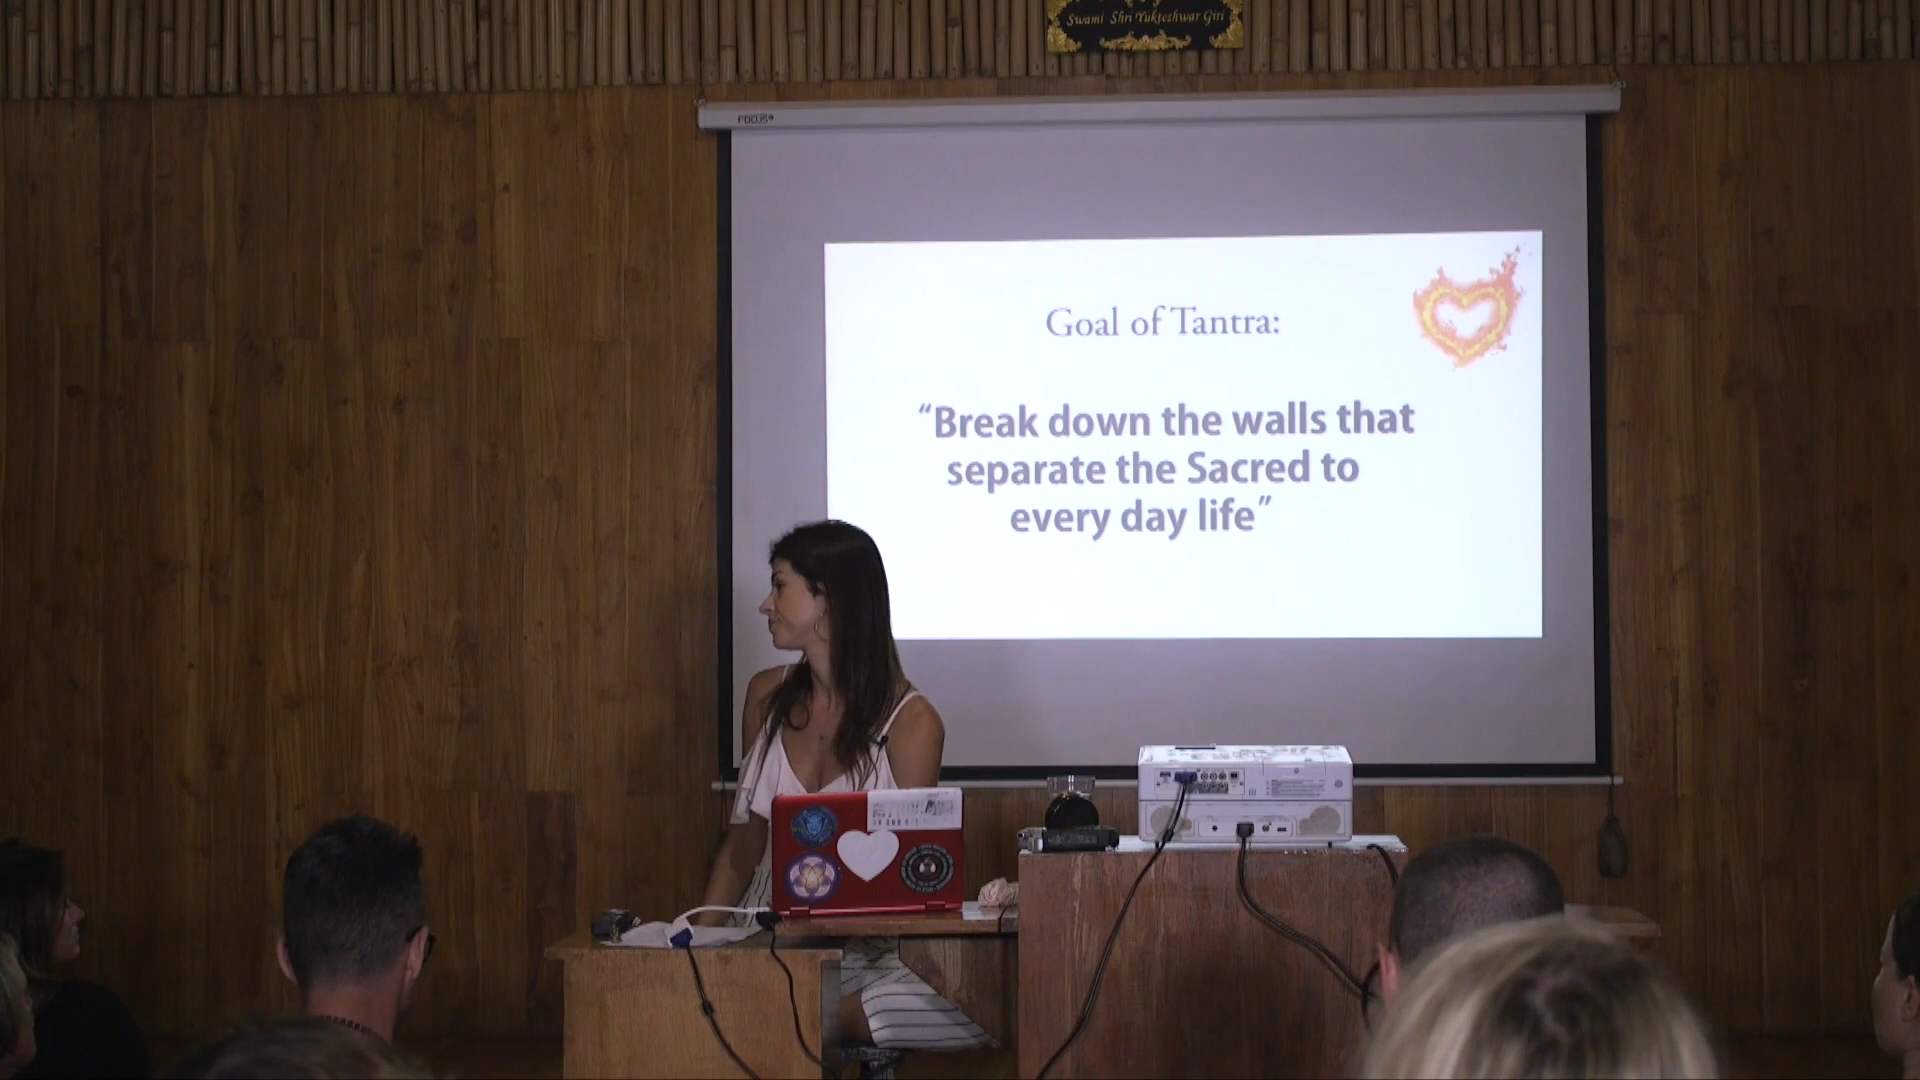 Swami Shri Yukteshwar Giri
FOCUS
Goal of Tantra:
“Break down the walls that
separate the Sacred to
every day life”